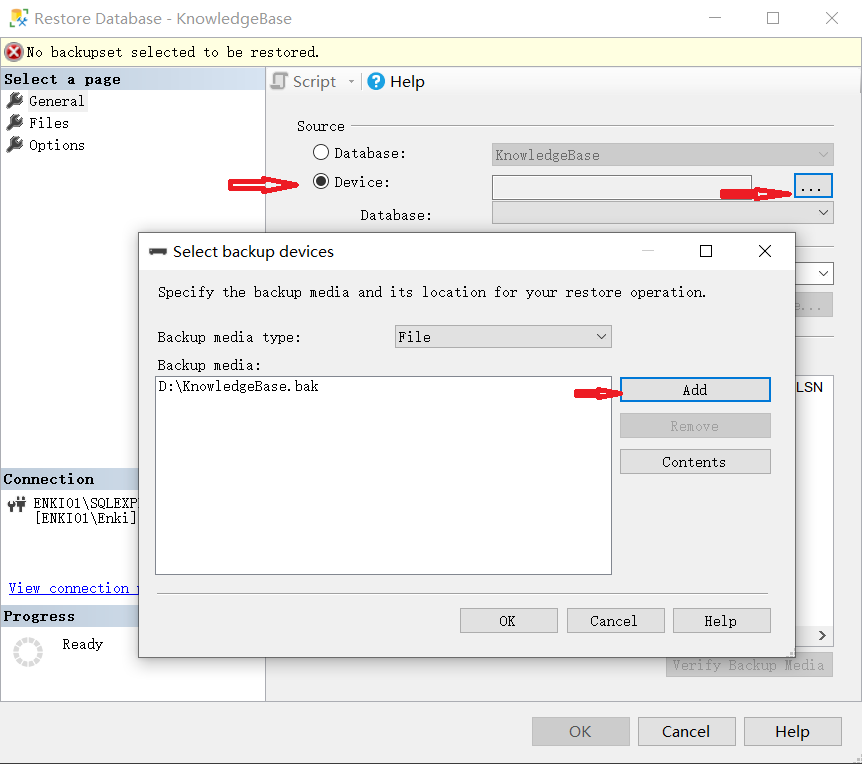 Restore Database - KnowledgeBase
No backupset selected to be restored.
Select a page
General
Files
Options
Script
Help
Source
Database:
KnowledgeBase
Device:
...
Database:
Select backup devices
Specify the backup media and its location for your restore operation.
Backup media type:
File
Backup media:
D:\KnowledgeBase.bak
Add
Remove
Contents
OK
Cancel
Help
LSN
Connection
ENKI01\SQLEXP
[ENKI01\Enki]
View connection
Progress
Ready
Verify Backup Media
OK
Cancel
Help